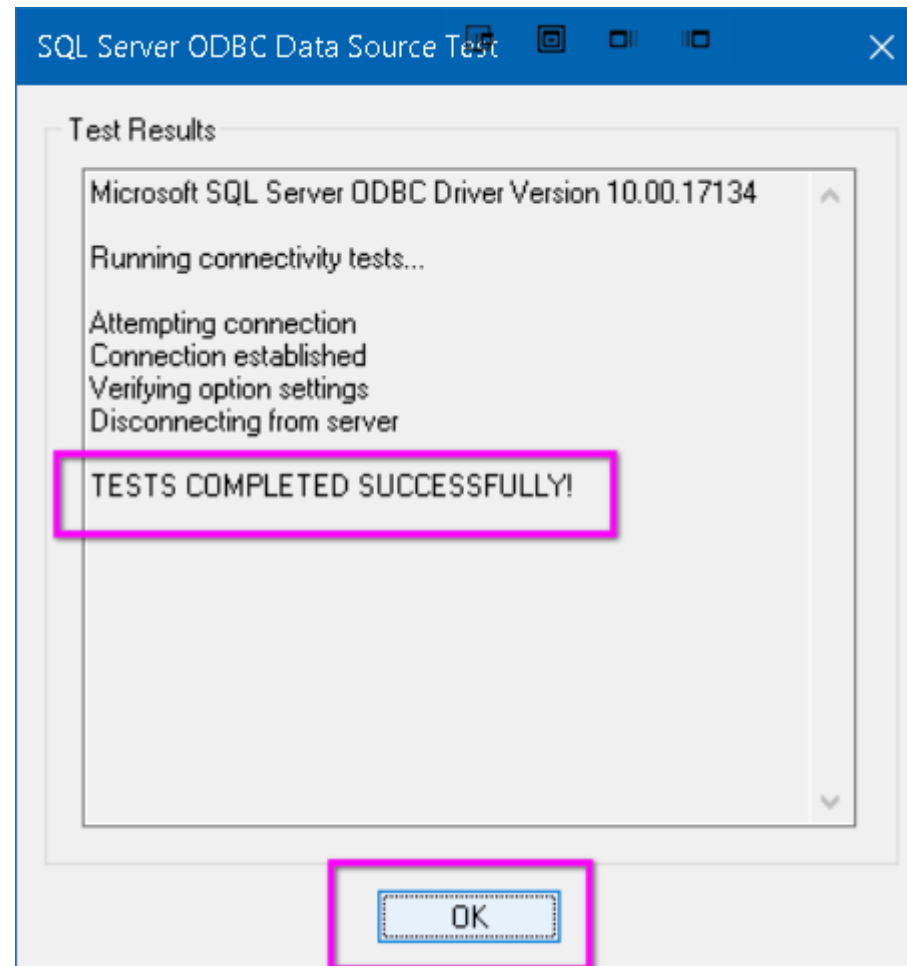 SQL Server ODBC Data Source Test
Test Results
Microsoft SQL Server ODBC Driver Version 10.00.17134
Running connectivity tests...
Attempting connection
Connection established
Verifying option settings
Disconnecting from server
TESTS COMPLETED SUCCESSFULLY!
OK